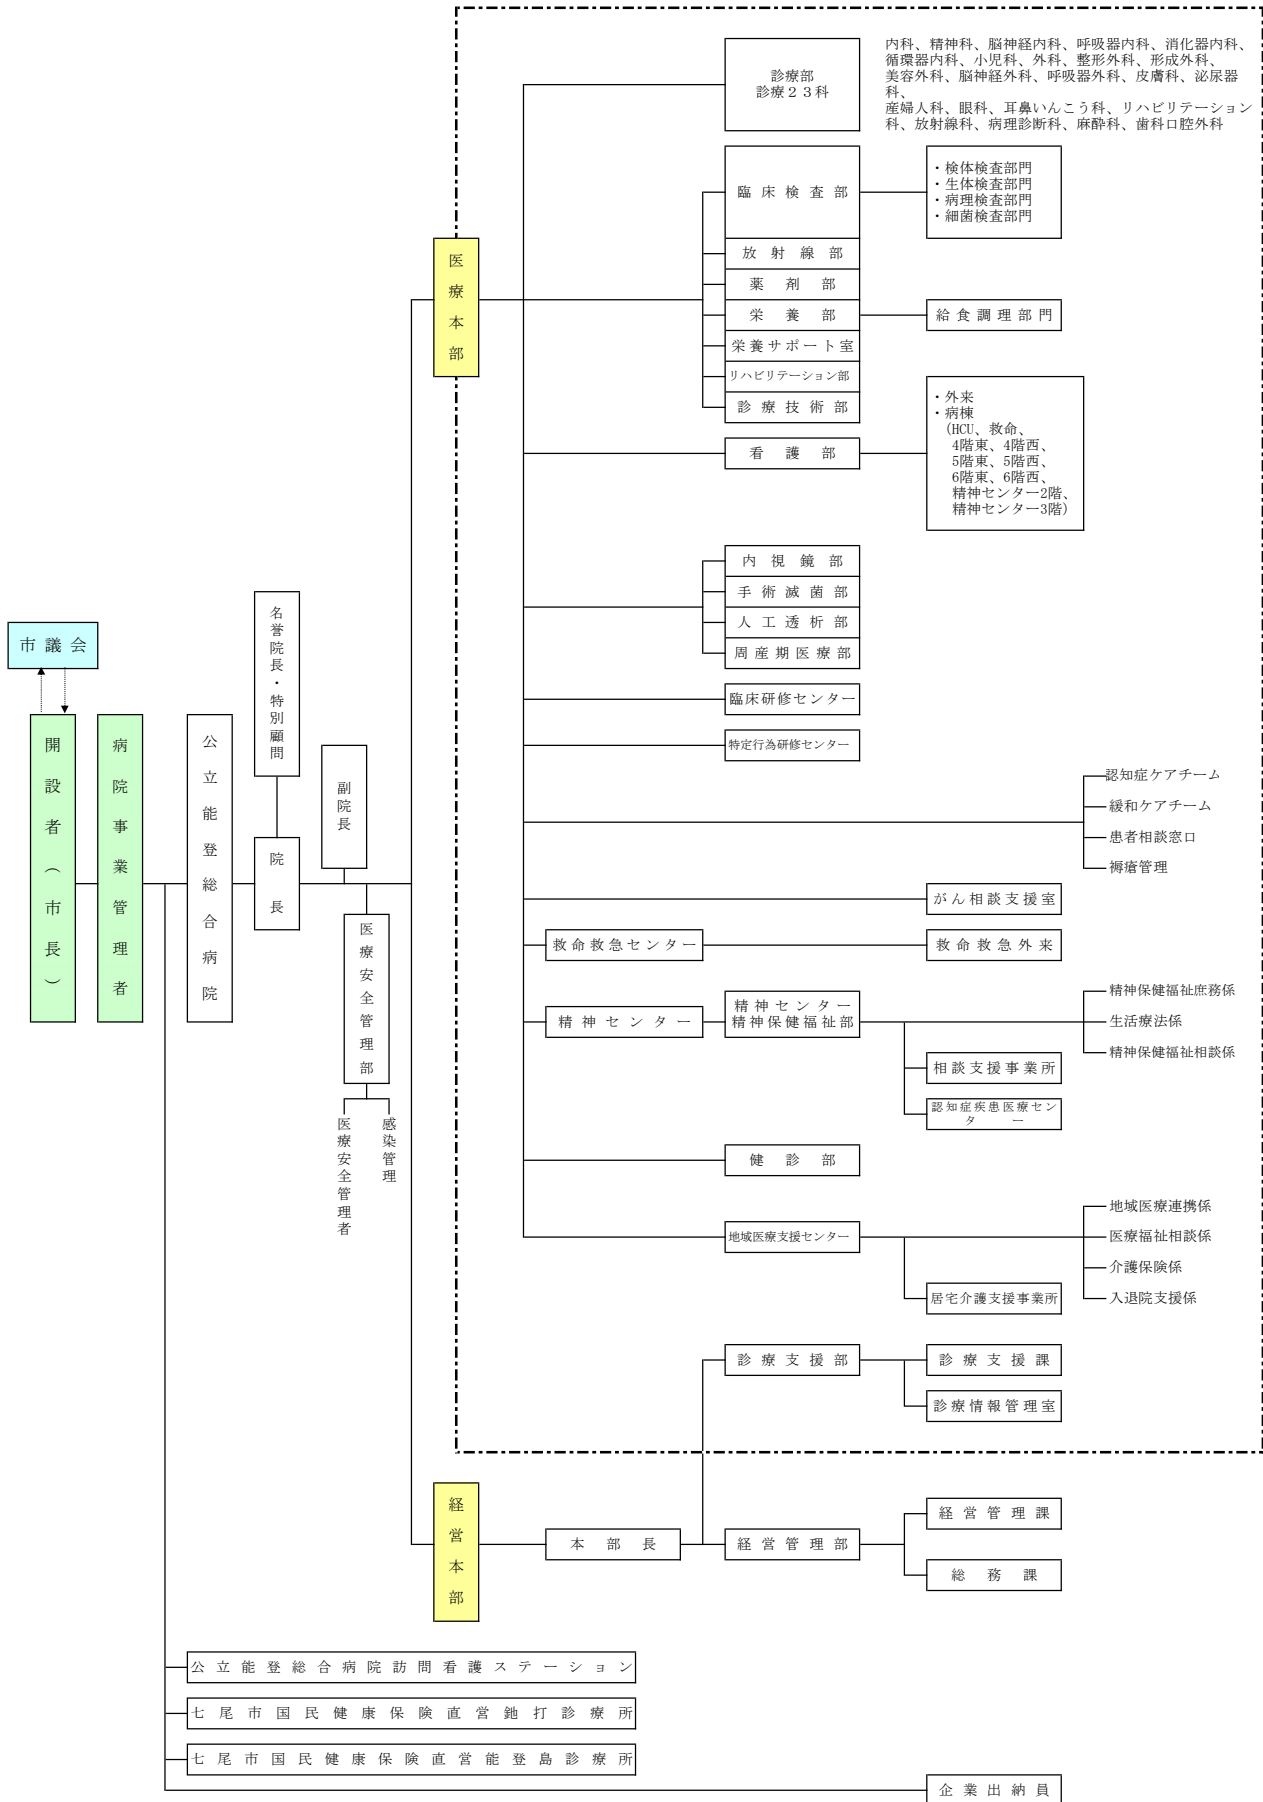 診療部
診療２３科
内科、精神科、脳神経内科、呼吸器内科、消化器内科、
循環器内科、小児科、外科、整形外科、形成外科、
美容外科、脳神経外科、呼吸器外科、皮膚科、泌尿器
科、
産婦人科、眼科、耳鼻いんこう科、リハビリテーション
科、放射線科、病理診断科、麻酔科、歯科口腔外科
臨床検査部
・検体検査部門
・生体検査部門
・病理検査部門
・細菌検査部門
放射線部
薬剤部
栄養部
給食調理部門
栄養サポート室
リハビリテーション部
診療技術部
看護部
・外来
・病棟
(HCU、救命、
4階東、4階西、
5階東、5階西、
6階東、6階西、
精神センター2階、
精神センター3階)
医療本部
内視鏡部
手術滅菌部
人工透析部
周産期医療部
臨床研修センター
特定行為研修センター
認知症ケアチーム
緩和ケアチーム
患者相談窓口
褥瘡管理
がん相談支援室
救命救急センター
救命救急外来
精神センター
精神センター
精神保健福祉部
精神保健福祉庶務係
生活療法係
精神保健福祉相談係
相談支援事業所
認知症疾患医療セン
ター
健診部
地域医療支援センター
地域医療連携係
医療福祉相談係
介護保険係
入退院支援係
居宅介護支援事業所
市議会
開設者（市長）
病院事業管理者
公立能登総合病院
名誉院長・特別顧問
院長
副院長
医療安全管理部
医療安全管理者
感染管理
診療支援部
診療支援課
診療情報管理室
経営本部
本部長
経営管理部
経営管理課
総務課
公立能登総合病院訪問看護ステーション
七尾市国民健康保険直営釶打診療所
七尾市国民健康保険直営能登島診療所
企業出納員